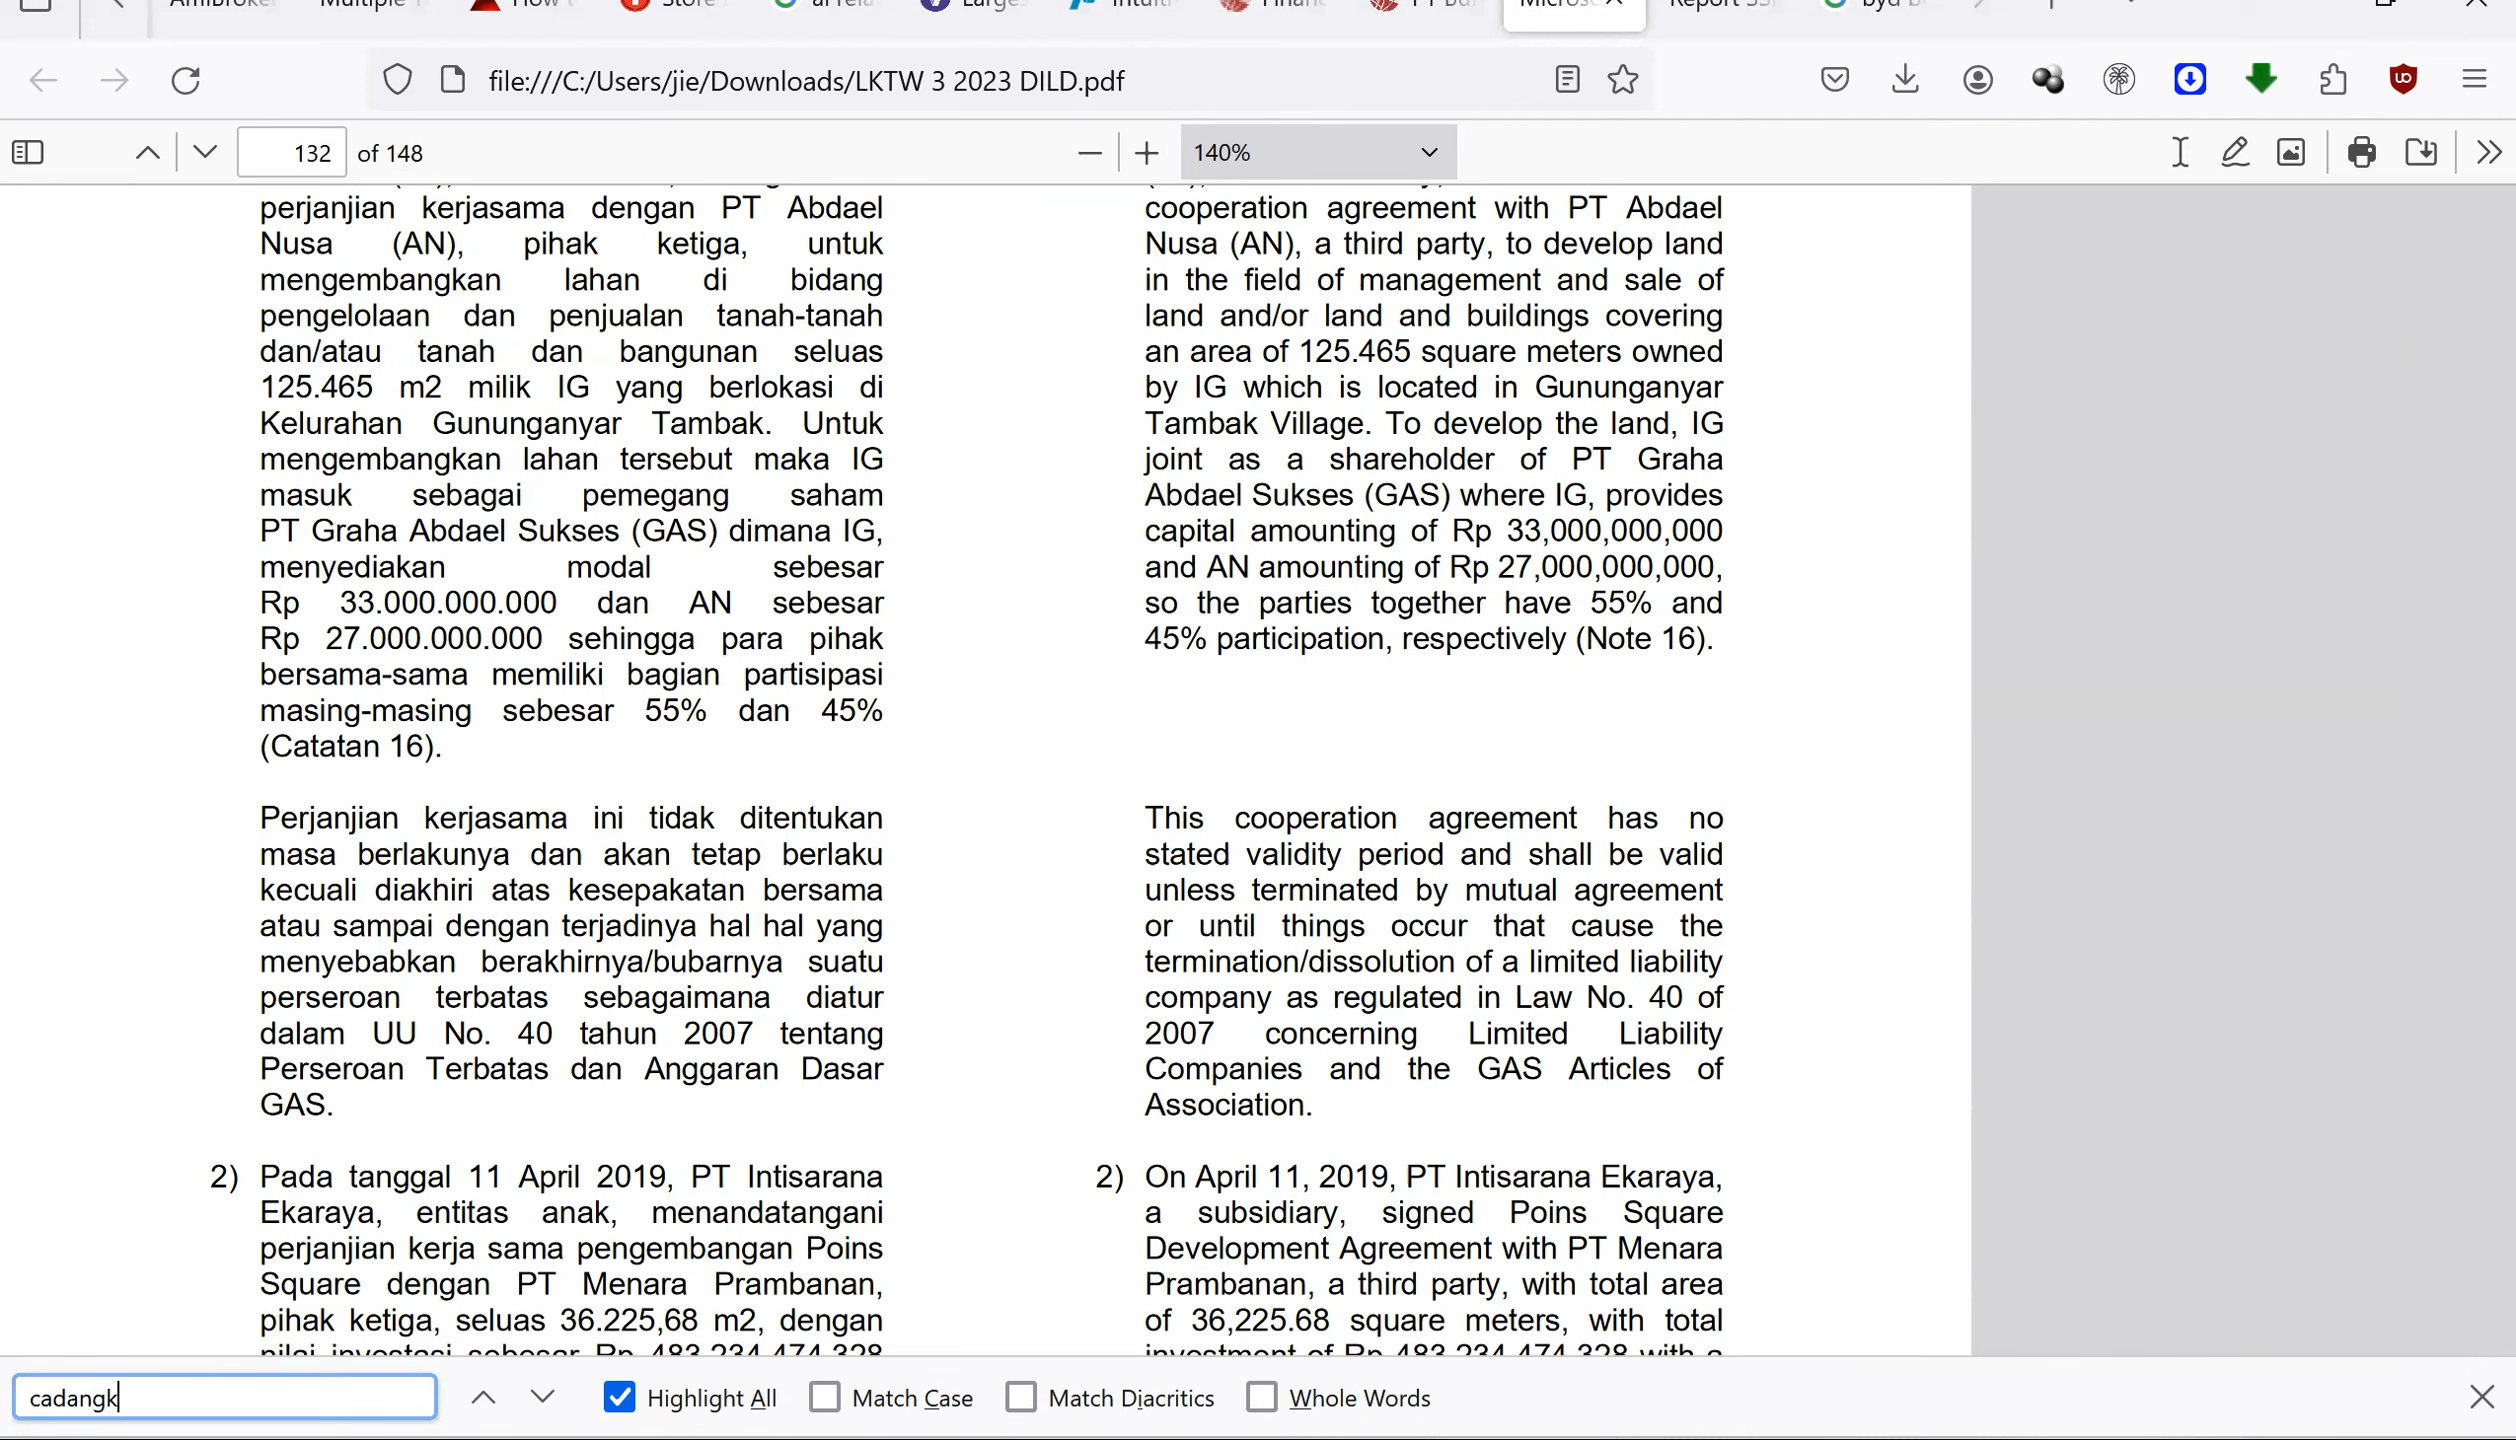 file:///C:/Users/jie/Downloads/LKTW 3 2023 DILD.pdf
132 of 148
140%
perjanjian kerjasama dengan PT Abdael
Nusa (AN), pihak ketiga, untuk
mengembangkan lahan di bidang
pengelolaan dan penjualan tanah-tanah
dan/atau tanah dan bangunan seluas
125.465 m2 milik IG yang berlokasi di
Kelurahan Gununganyar Tambak. Untuk
mengembangkan lahan tersebut maka IG
masuk sebagai pemegang saham
PT Graha Abdael Sukses (GAS) dimana IG,
menyediakan modal sebesar
Rp 33.000.000.000 dan AN sebesar
Rp 27.000.000.000 sehingga para pihak
bersama-sama memiliki bagian partisipasi
masing-masing sebesar 55% dan 45%
(Catatan 16).
Perjanjian kerjasama ini tidak ditentukan
masa berlakunya dan akan tetap berlaku
kecuali diakhiri atas kesepakatan bersama
atau sampai dengan terjadinya hal hal yang
menyebabkan berakhirnya/bubarnya suatu
perseroan terbatas sebagaimana diatur
dalam UU No. 40 tahun 2007 tentang
Perseroan Terbatas dan Anggaran Dasar
GAS.
2) Pada tanggal 11 April 2019, PT Intisarana
Ekaraya, entitas anak, menandatangani
perjanjian kerja sama pengembangan Poins
Square dengan PT Menara Prambanan,
pihak ketiga, seluas 36.225,68 m2, dengan
nilai investasi sebesar Rp 483.234.474.328
cooperation agreement with PT Abdael
Nusa (AN), a third party, to develop land
in the field of management and sale of
land and/or land and buildings covering
an area of 125.465 square meters owned
by IG which is located in Gununganyar
Tambak Village. To develop the land, IG
joint as a shareholder of PT Graha
Abdael Sukses (GAS) where IG, provides
capital amounting of Rp 33,000,000,000
and AN amounting of Rp 27,000,000,000,
so the parties together have 55% and
45% participation, respectively (Note 16).
This cooperation agreement has no
stated validity period and shall be valid
unless terminated by mutual agreement
or until things occur that cause the
termination/dissolution of a limited liability
company as regulated in Law No. 40 of
2007 concerning Limited Liability
Companies and the GAS Articles of
Association.
2) On April 11, 2019, PT Intisarana Ekaraya,
a subsidiary, signed Poins Square
Development Agreement with PT Menara
Prambanan, a third party, with total area
of 36,225.68 square meters, with total
investment of Rp 483,234,474,328 with a
cadangk
Highlight All
Match Case
Match Diacritics
Whole Words